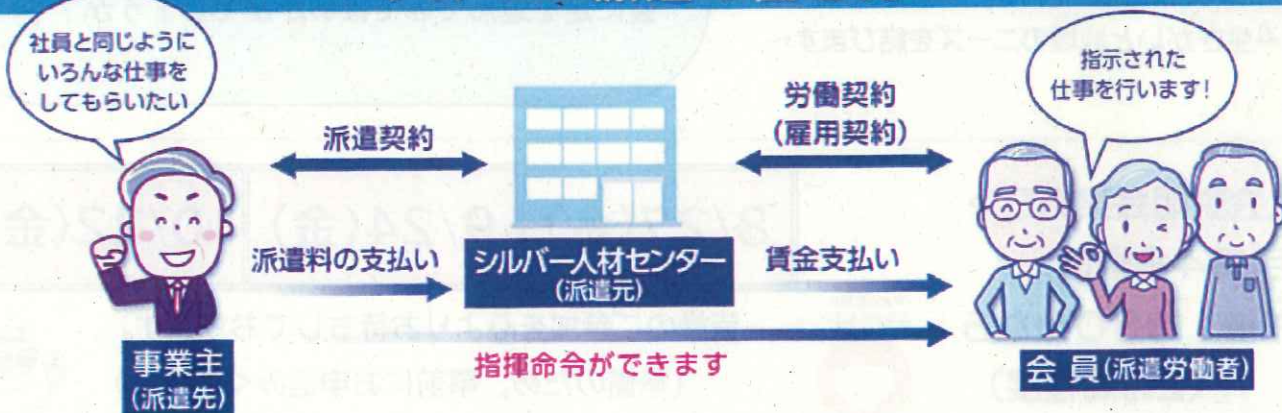 社員と同じように
いろんな仕事を
してもらいたい
指示された
仕事を行います!
派遣契約
労働契約
(雇用契約)
派遣料の支払い
シルバー人材センター
(派遣元)
賃金支払い
指揮命令ができます
事業主
(派遣先)
会 員(派遣労働者)